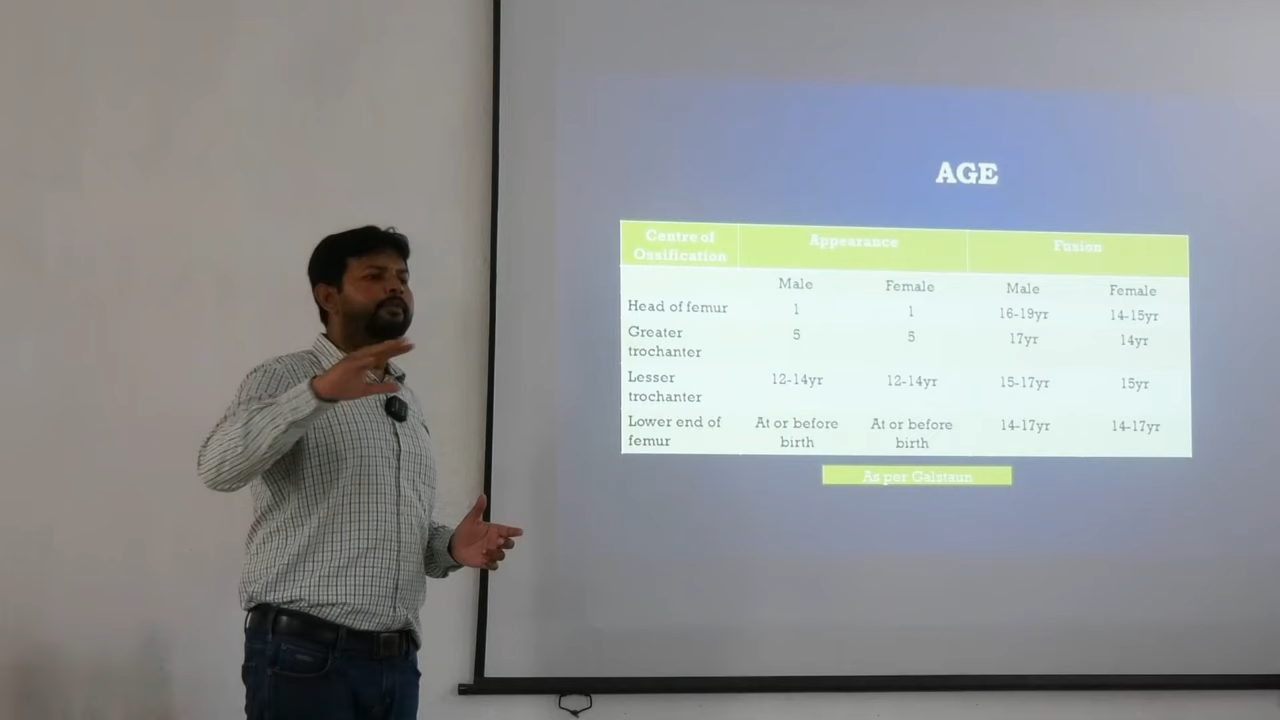 AGE
Centre of Ossification Appearance Fusion
Male Female Male Female
Head of femur 1 1 16-19yr 14-15yr
Greater trochanter 5 5 17yr 14yr
Lesser trochanter 12-14yr 12-14yr 15-17yr 15yr
Lower end of femur At or before birth At or before birth 14-17yr 14-17yr
As per Galstaun